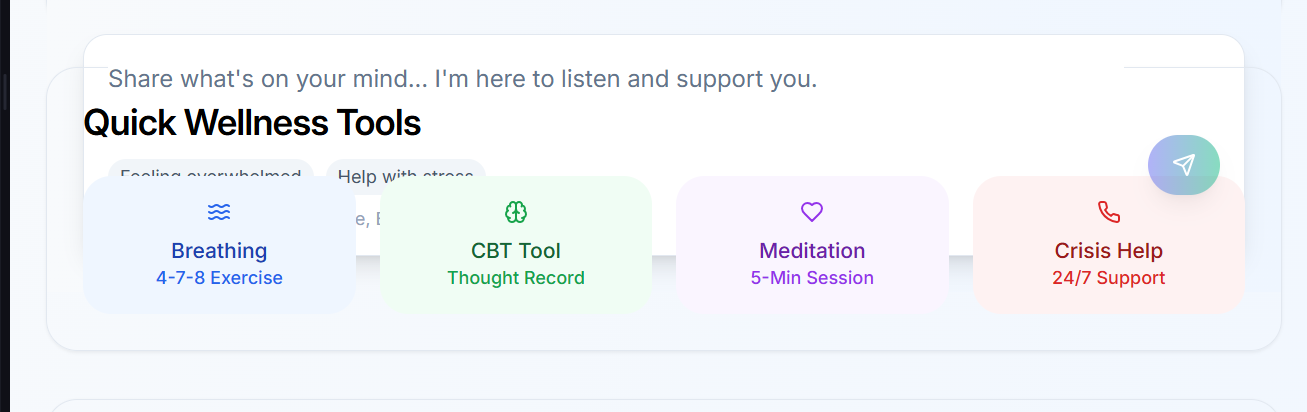 Share what's on your mind... I'm here to listen and support you.
Quick Wellness Tools
Feeling overwhelmed Help with stress
e,
Breathing CBT Tool Meditation Crisis Help
4-7-8 Exercise Thought Record 5-Min Session 24/7 Support